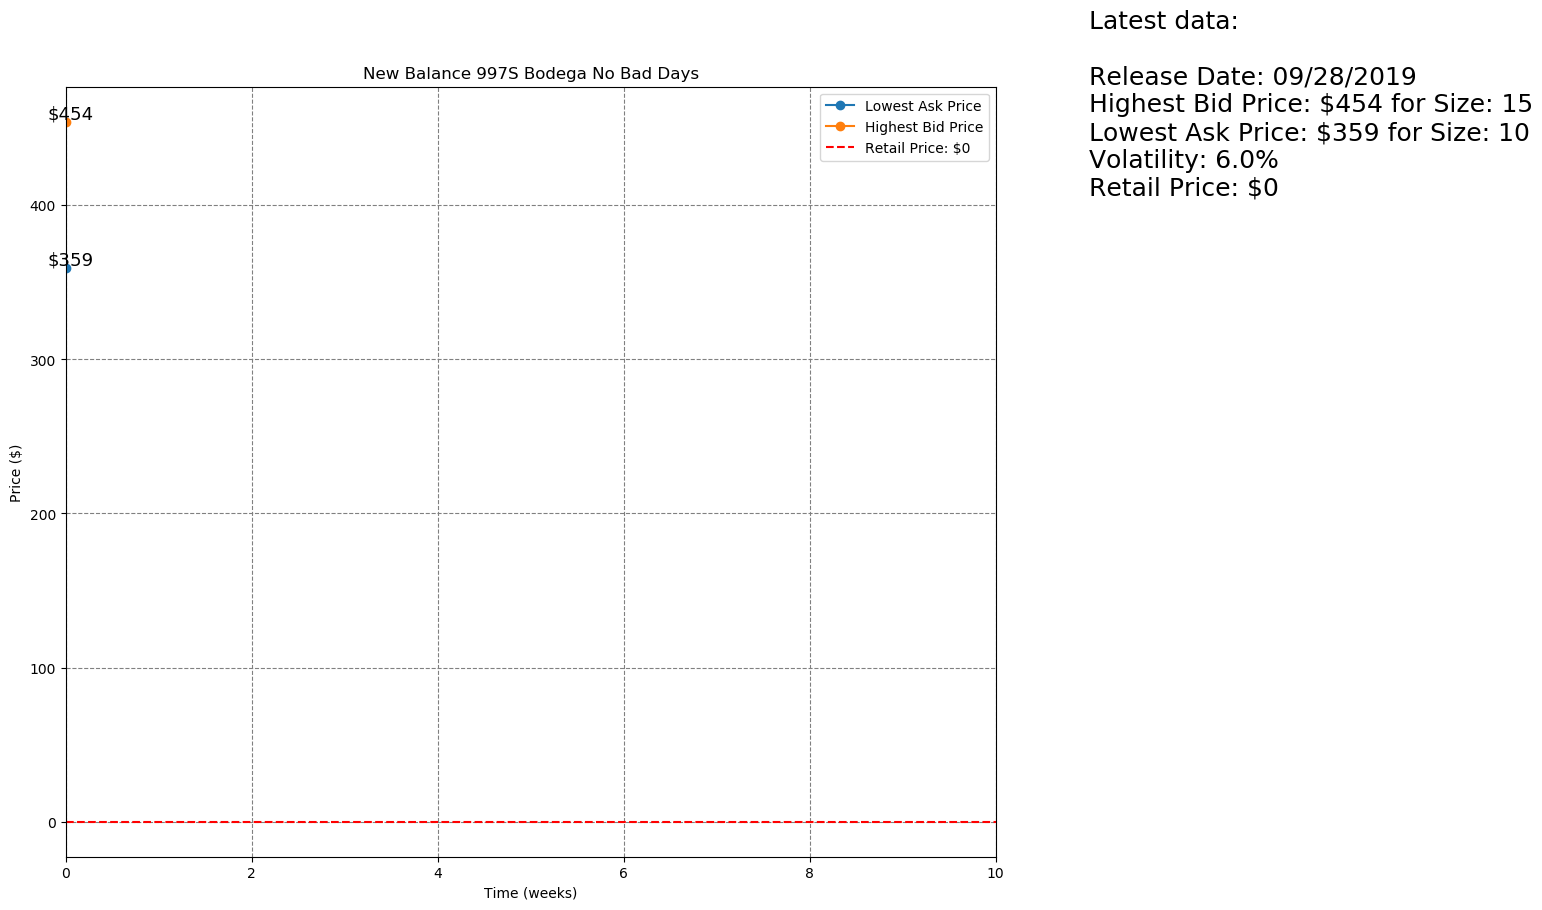 Latest data:
Release Date: 09/28/2019
Highest Bid Price: $454 for Size: 15
Lowest Ask Price: $359 for Size: 10
Volatility: 6.0%
Retail Price: $0
New Balance 997S Bodega No Bad Days
Lowest Ask Price
Highest Bid Price
Retail Price: $0
$454
$359
Price ($)
400
300
200
100
0
0 2 4 6 8 10
Time (weeks)